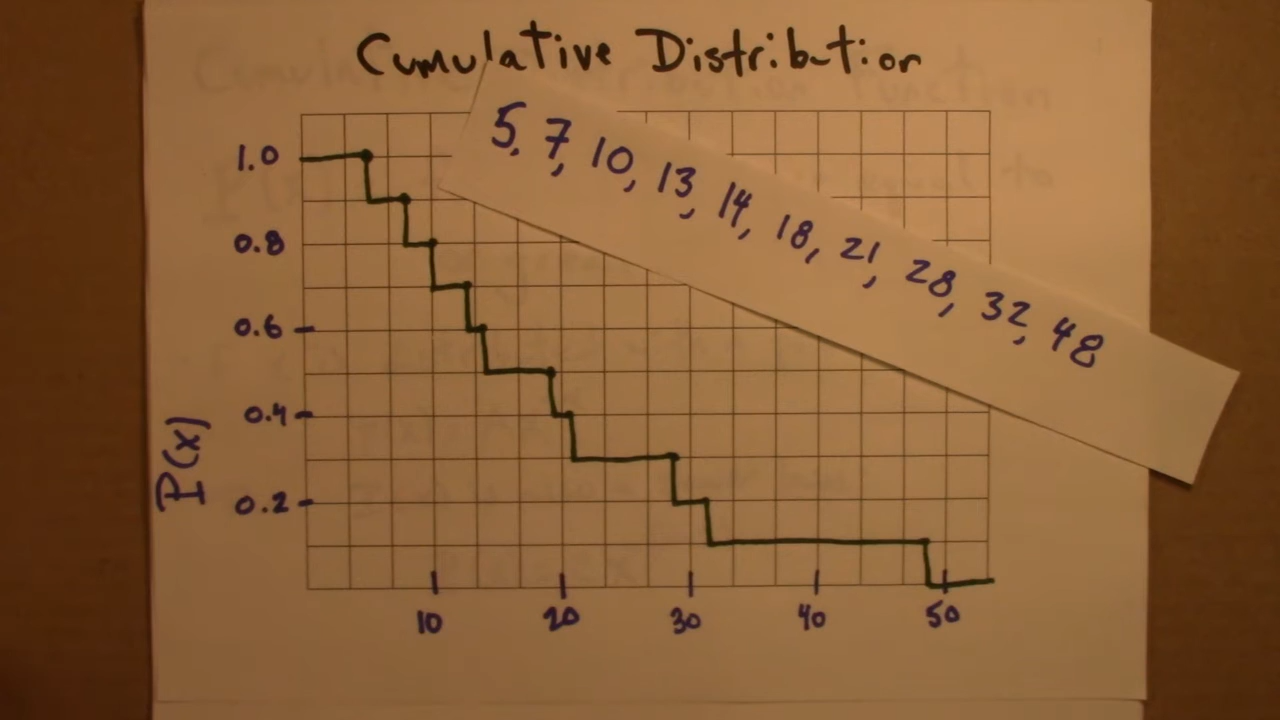 Cumulative Distribution
5, 7, 10, 13, 14, 18, 21, 28, 32, 48
1.0
0.8
0.6
0.4
0.2
P(x)
10 20 30 40 50